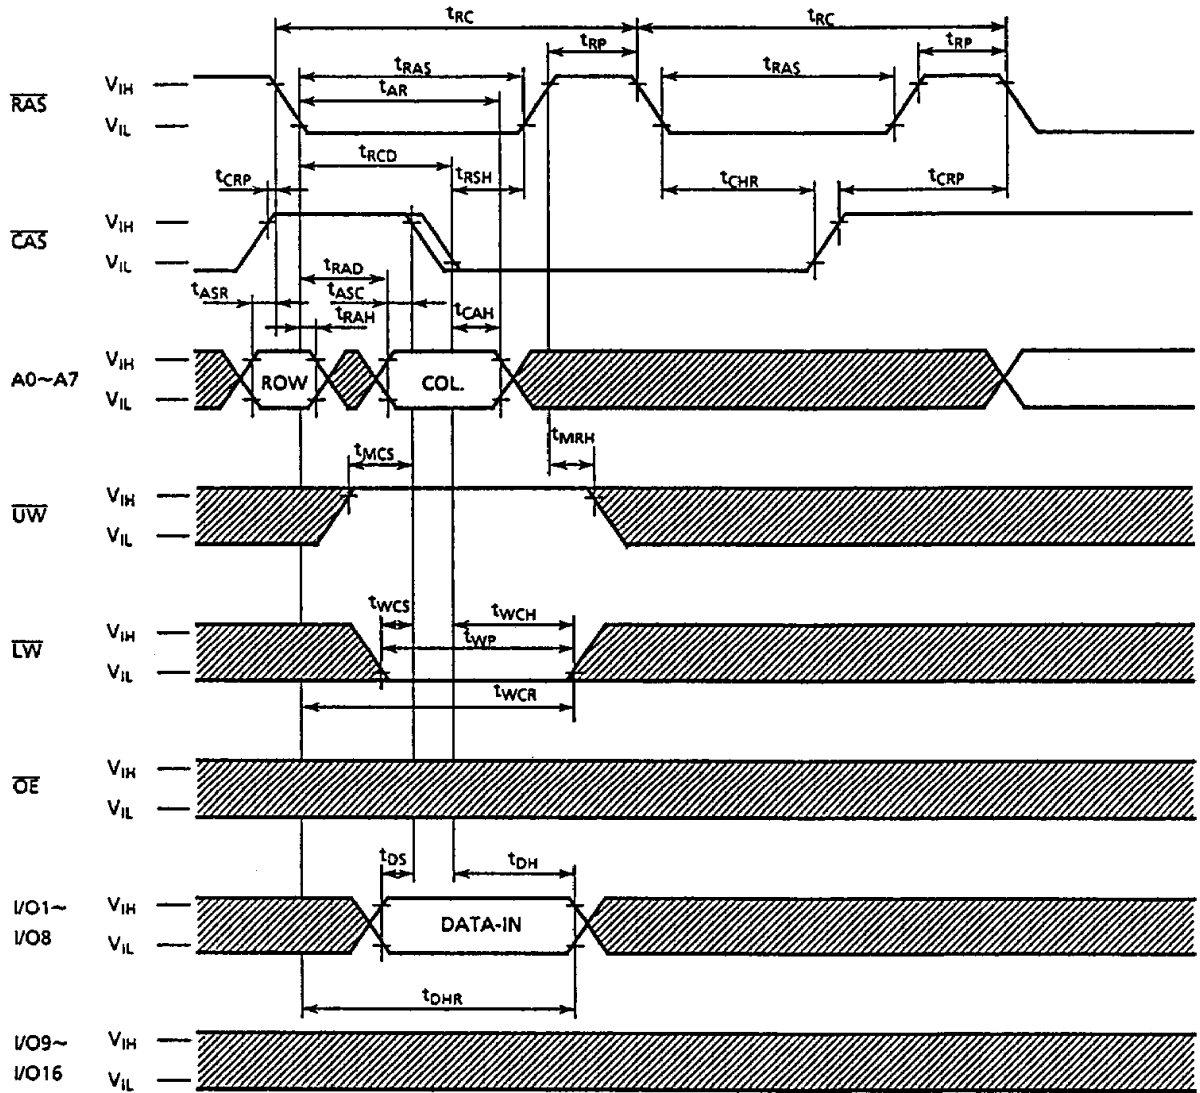 tRC tRC
tRP tRP
tRAS tRAS
RAS VIH
tAR
VIL
tRCD
tCRP tRSH tCHR tCRP
CAS VIH
VIL
tRAD
tASR tASC
tRAH tCAH
A0~A7 VIH
ROW COL.
VIL
tMCS tMRH
UW VIH
VIL
tWCS tWCH
LW VIH
tWP
VIL
tWCR
OE VIH
VIL
tDS tDH
I/O1~ VIH
DATA-IN
I/O8 VIL
tDHR
I/O9~ VIH
I/O16 VIL